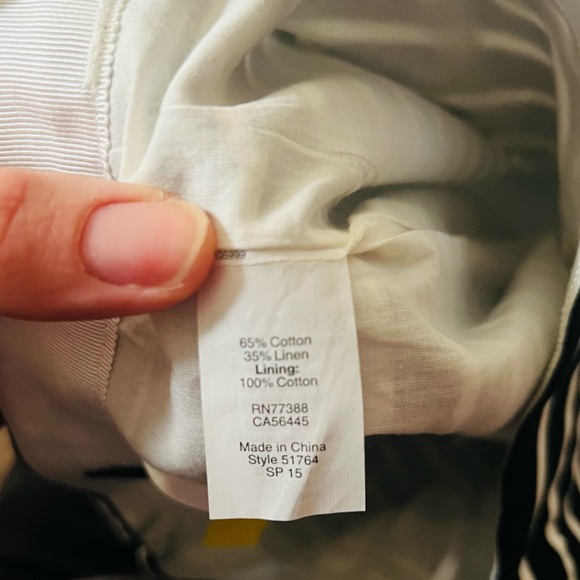 65% Cotton
35% Linen
Lining:
100% Cotton
RN77388
CA56445
Made in China
Style 51764
SP 15